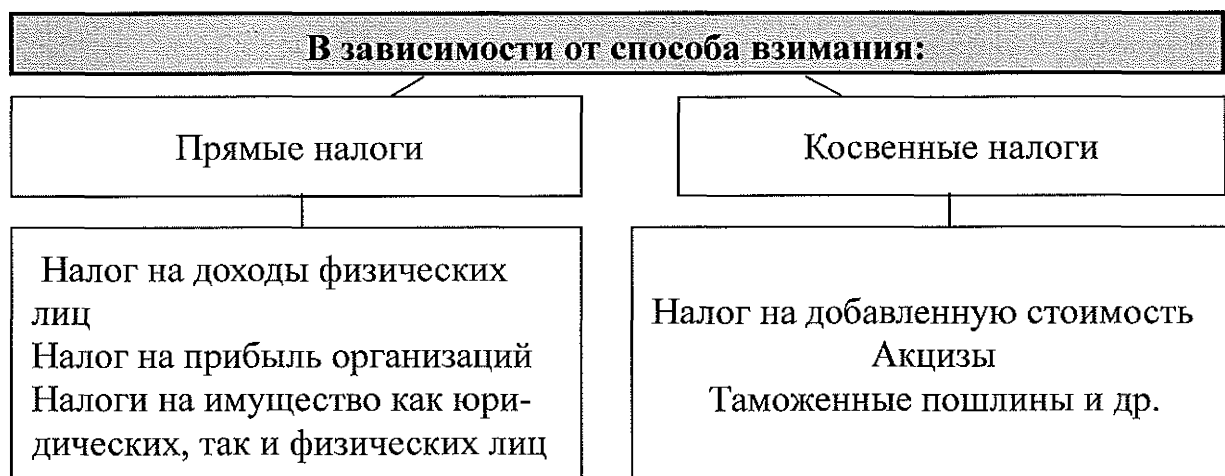 В зависимости от способа взимания:
Прямые налоги
Косвенные налоги
Налог на доходы физических
лиц
Налог на прибыль организаций
Налоги на имущество как юри-
дических, так и физических лиц
Налог на добавленную стоимость
Акцизы
Таможенные пошлины и др.